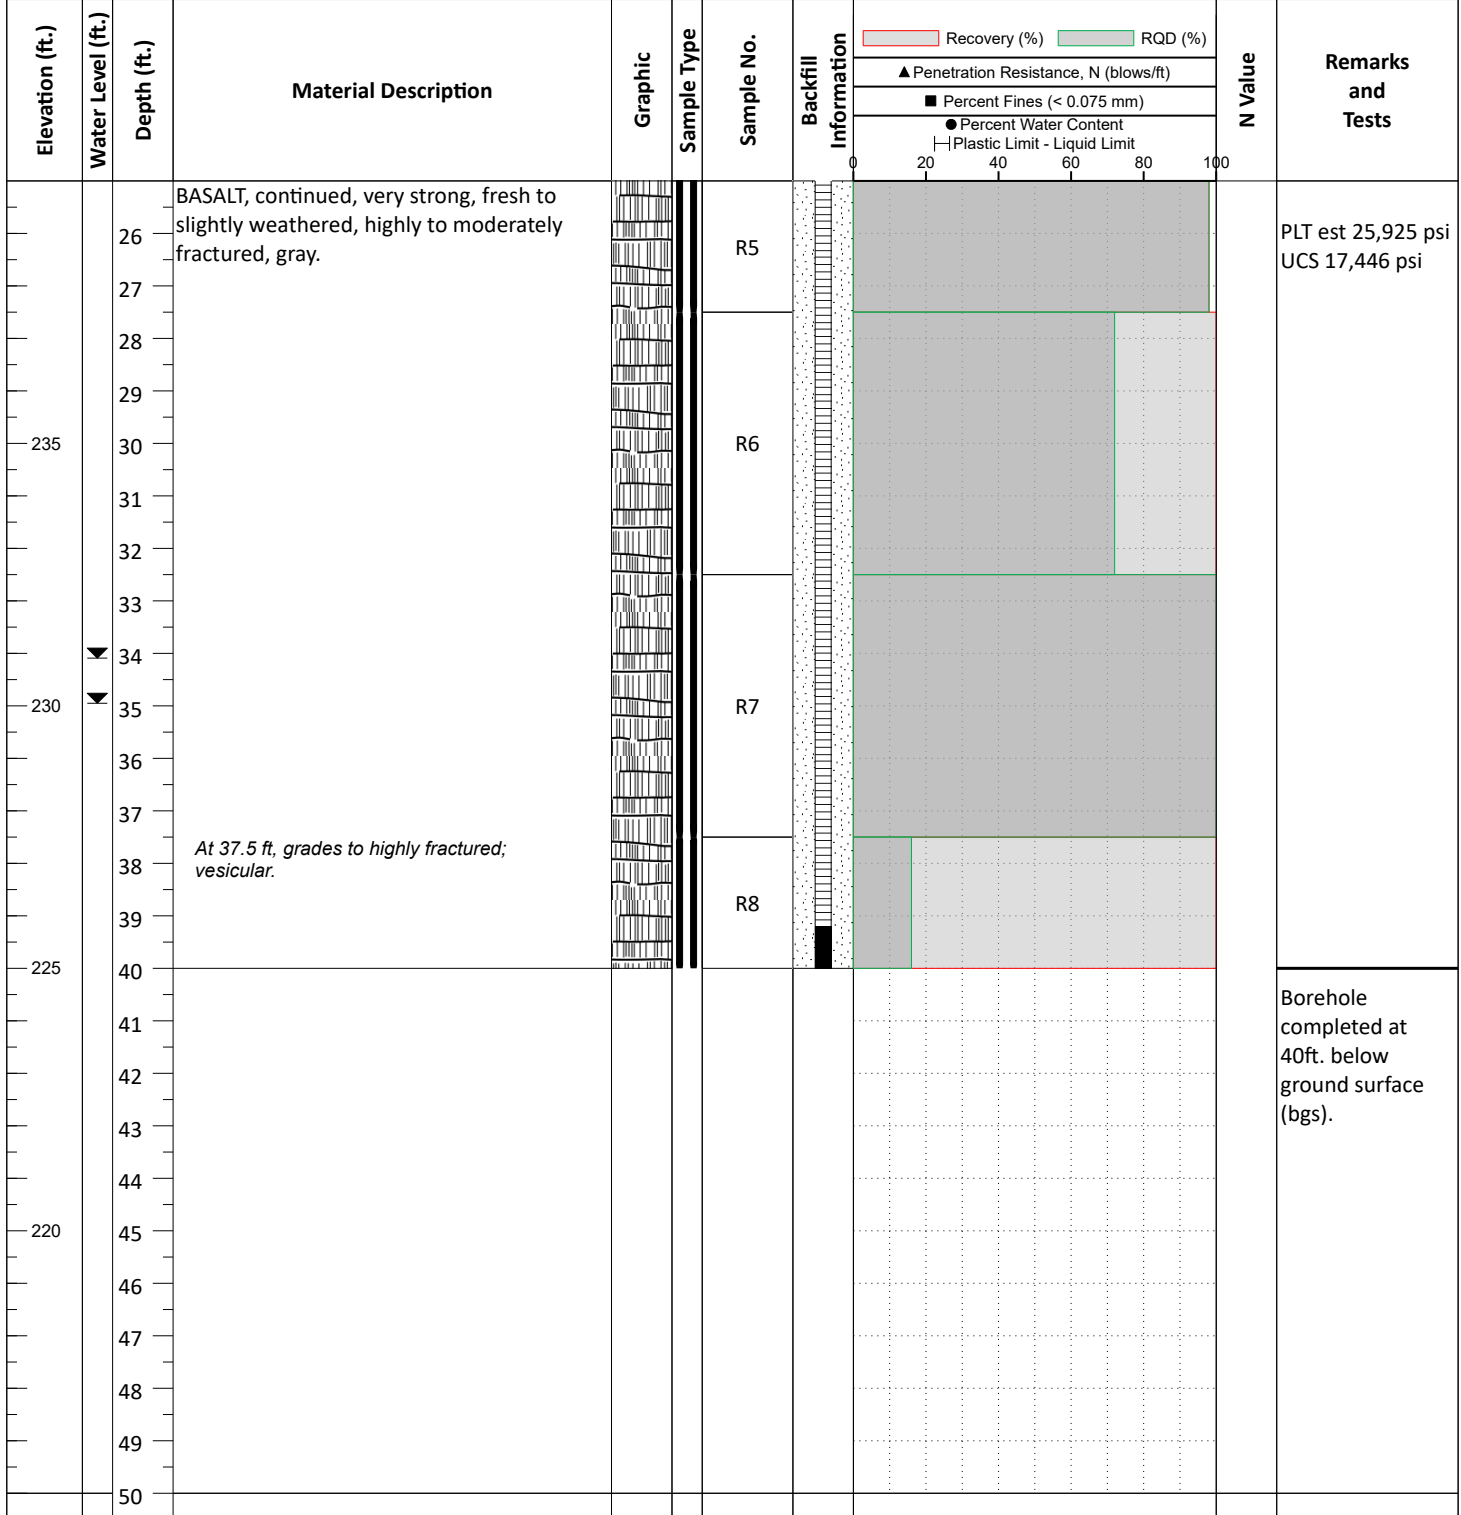 Elevation (ft.)
Water Level (ft.)
Depth (ft.)
Material Description
Graphic
Sample Type
Sample No.
Backfill
Information
Recovery (%) RQD (%)
▲ Penetration Resistance, N (blows/ft)
■ Percent Fines (< 0.075 mm)
● Percent Water Content
Plastic Limit - Liquid Limit
0 20 40 60 80 100
N Value
Remarks
and
Tests
BASALT, continued, very strong, fresh to
slightly weathered, highly to moderately
fractured, gray.
26
R5
PLT est 25,925 psi
UCS 17,446 psi
27
28
29
235
30
R6
31
32
33
34
230
35
R7
36
37
At 37.5 ft, grades to highly fractured;
vesicular.
38
39
R8
225
40
Borehole
completed at
40ft. below
ground surface
(bgs).
41
42
43
44
220
45
46
47
48
49
50